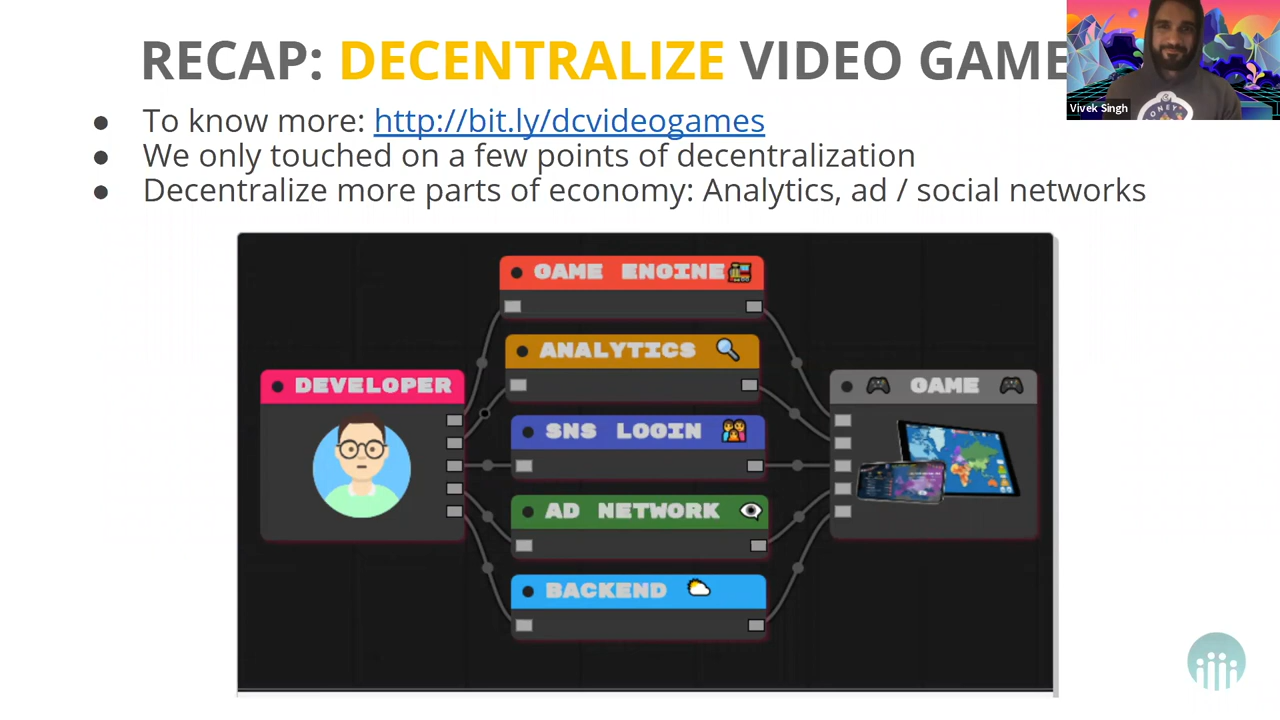 RECAP: DECENTRALIZE VIDEO GAME
Vivek Singh
To know more: http://bit.ly/dcvideogames
We only touched on a few points of decentralization
Decentralize more parts of economy: Analytics, ad / social networks
GAME ENGINE
ANALYTICS
DEVELOPER
GAME
SNS LOGIN
AD NETWORK
BACKEND